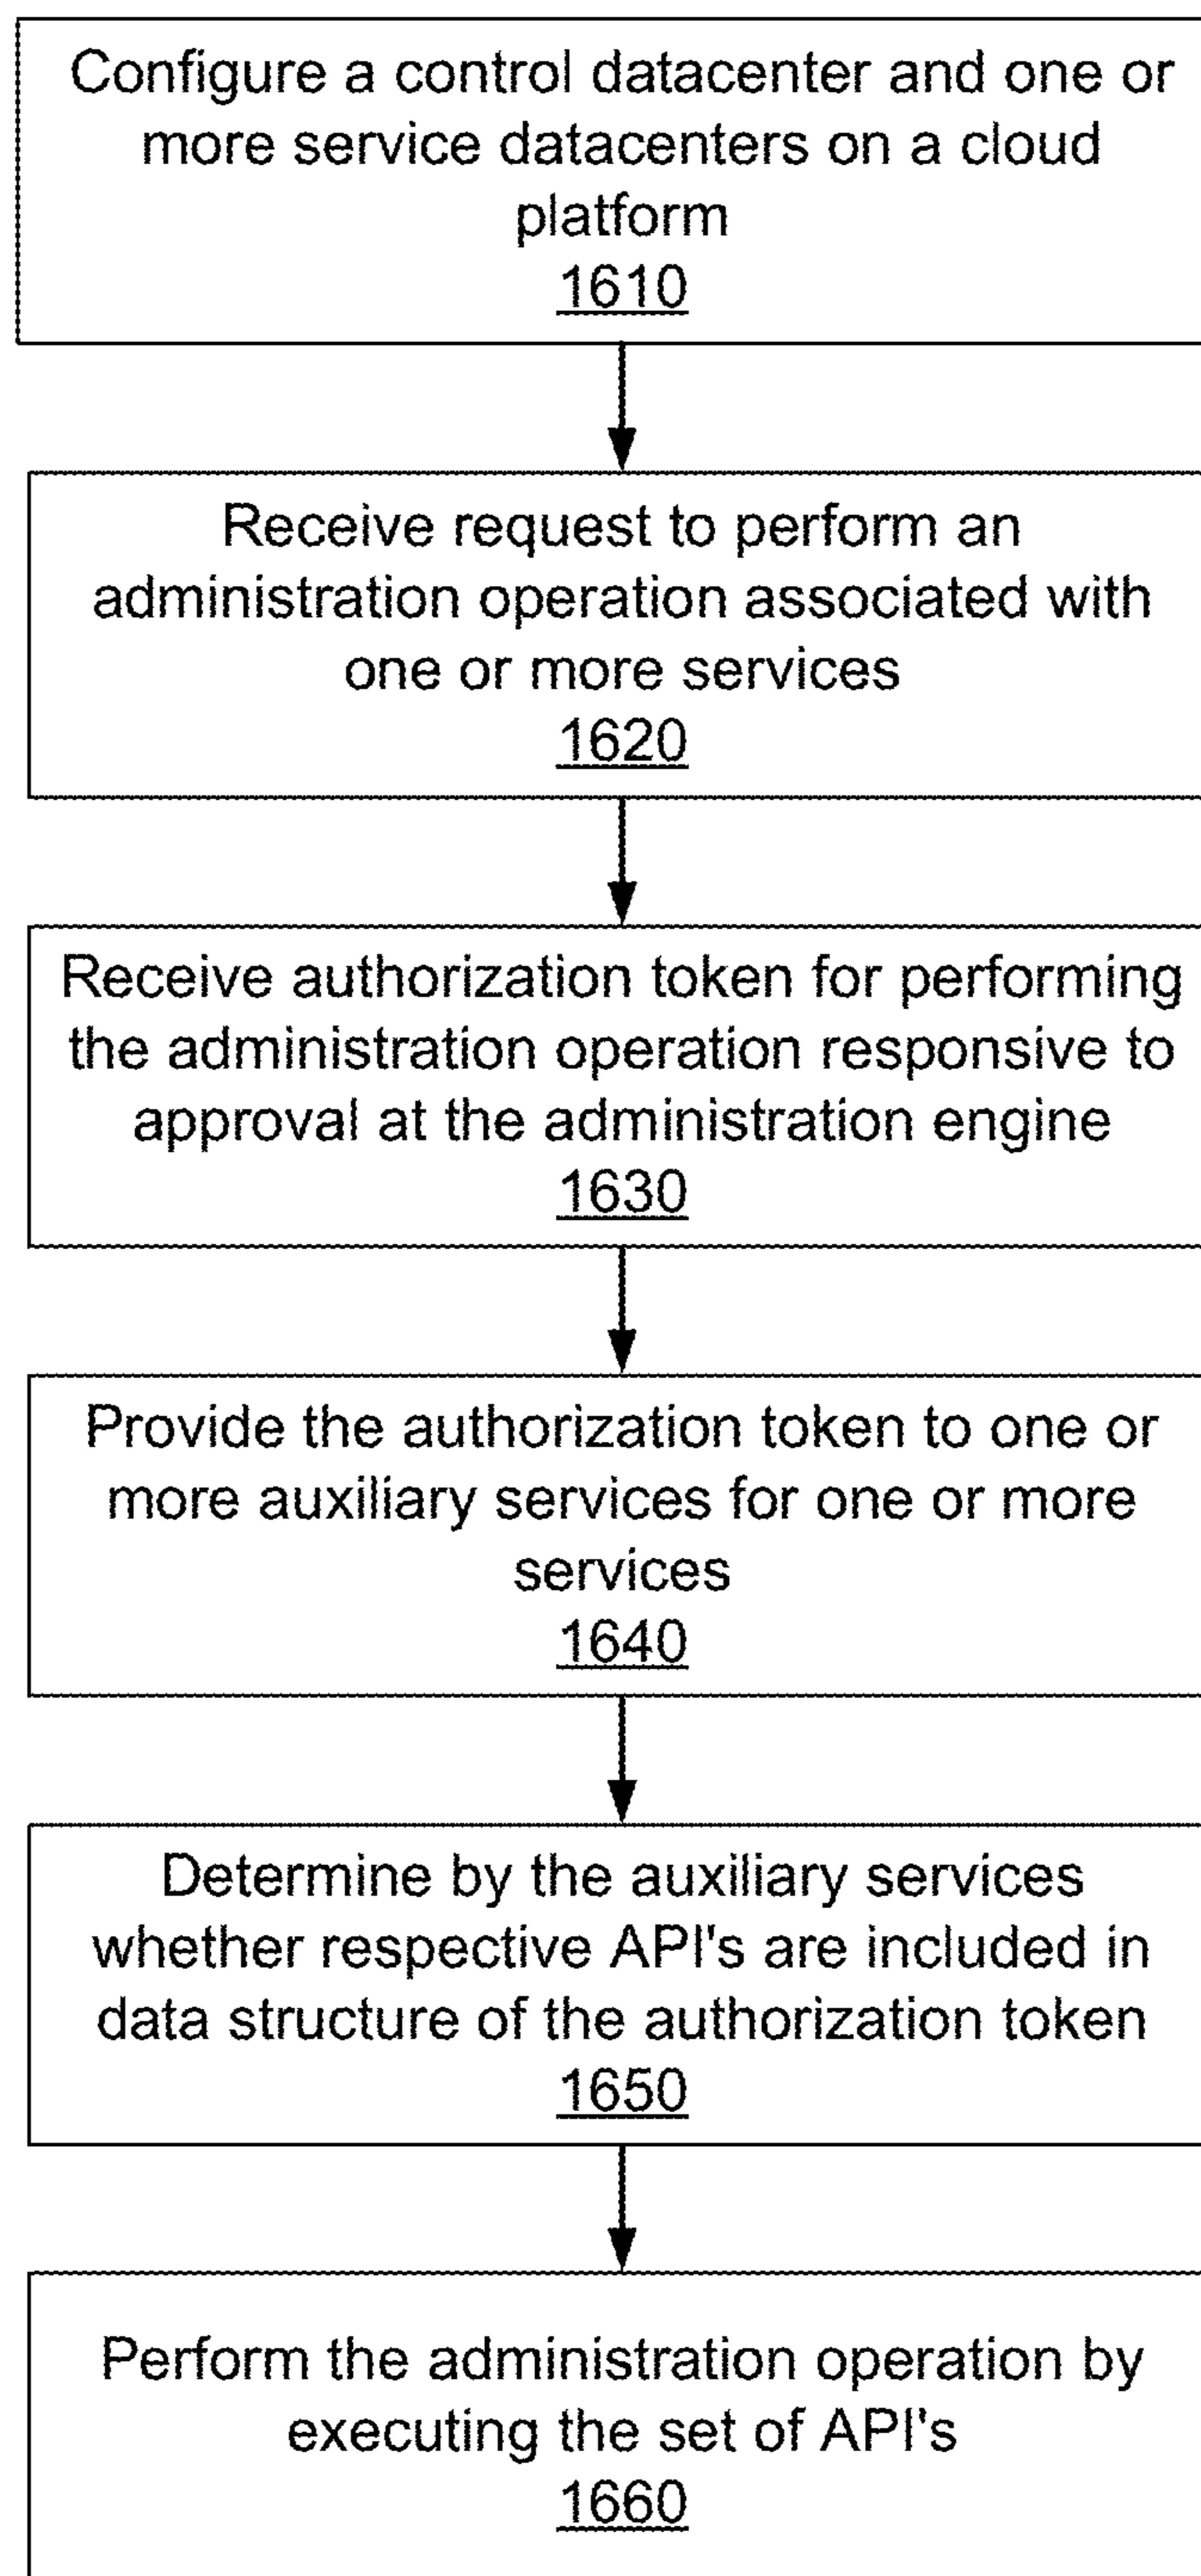 Configure a control datacenter and one or
more service datacenters on a cloud
platform
1610
Receive request to perform an
administration operation associated with
one or more services
1620
Receive authorization token for performing
the administration operation responsive to
approval at the administration engine
1630
Provide the authorization token to one or
more auxiliary services for one or more
services
1640
Determine by the auxiliary services
whether respective API's are included in
data structure of the authorization token
1650
Perform the administration operation by
executing the set of API's
1660